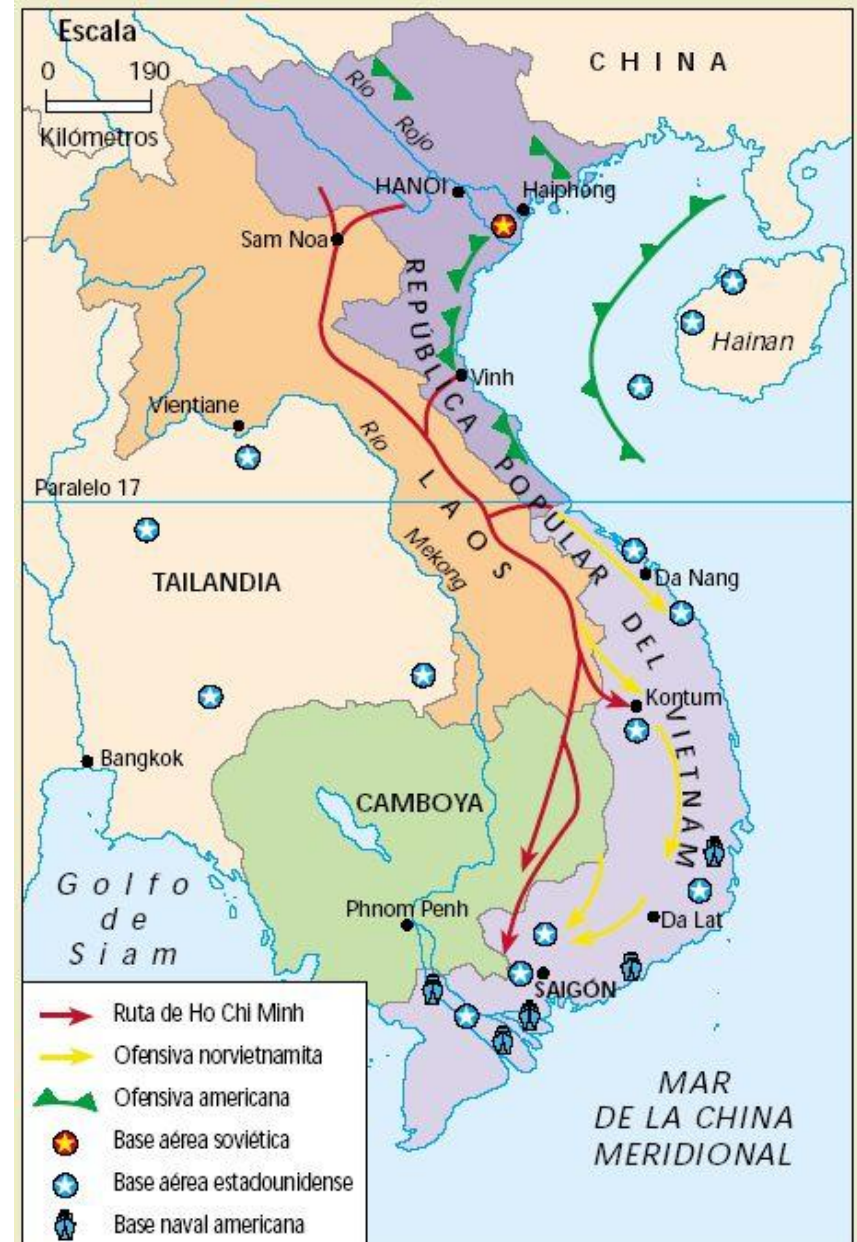 Escala
0 190
Kilómetros
CHINA
Río
Rojo
HANOI
Haiphong
Sam Noa
Hainan
REPÚBLICA POPULAR DEL VIETNÁM
Vinh
Vientiane
Río
Mekong
LAOS
Paralelo 17
TAILANDIA
Da Nang
Kontum
Bangkok
CAMBOYA
Golfo
de
Siam
Phnom Penh
Da Lat
SAIGÓN
MAR
DE LA CHINA
MERIDIONAL
Ruta de Ho Chi Minh
Ofensiva norvietnamita
Ofensiva americana
Base aérea soviética
Base aérea estadounidense
Base naval americana